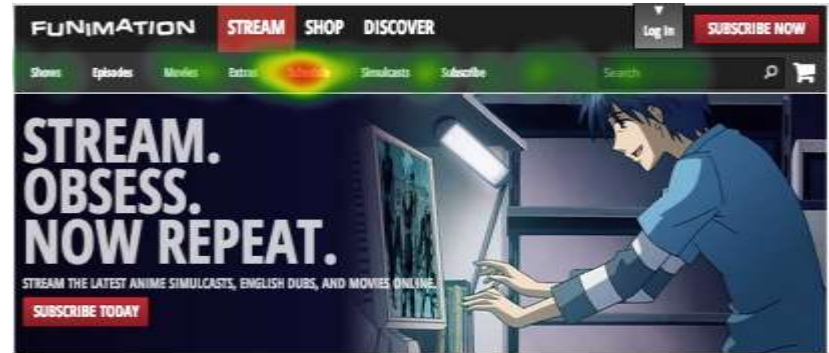 FUNIMATION STREAM SHOP DISCOVER Log In SUBSCRIBE NOW
Shows Episodes Movies Extras Schedule Simulcasts Subscribe Search
STREAM.
OBSESS.
NOW REPEAT.
STREAM THE LATEST ANIME SIMULCASTS, ENGLISH DUBS, AND MOVIES ONLINE.
SUBSCRIBE TODAY